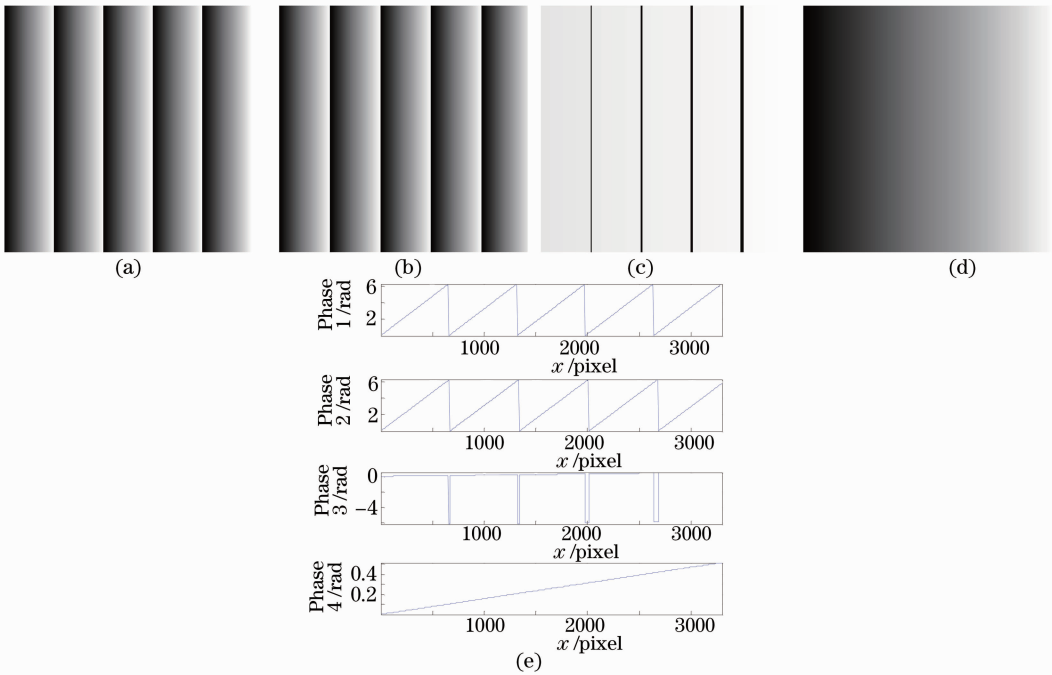 (a)
(b)
(c)
(d)
Phase
1 /rad
6
2
1000
2000
3000
x /pixel
Phase
2 /rad
6
2
1000
2000
3000
x /pixel
Phase
3 /rad
0
−4
1000
2000
3000
x /pixel
Phase
4 /rad
0.4
0.2
1000
2000
3000
x /pixel
(e)